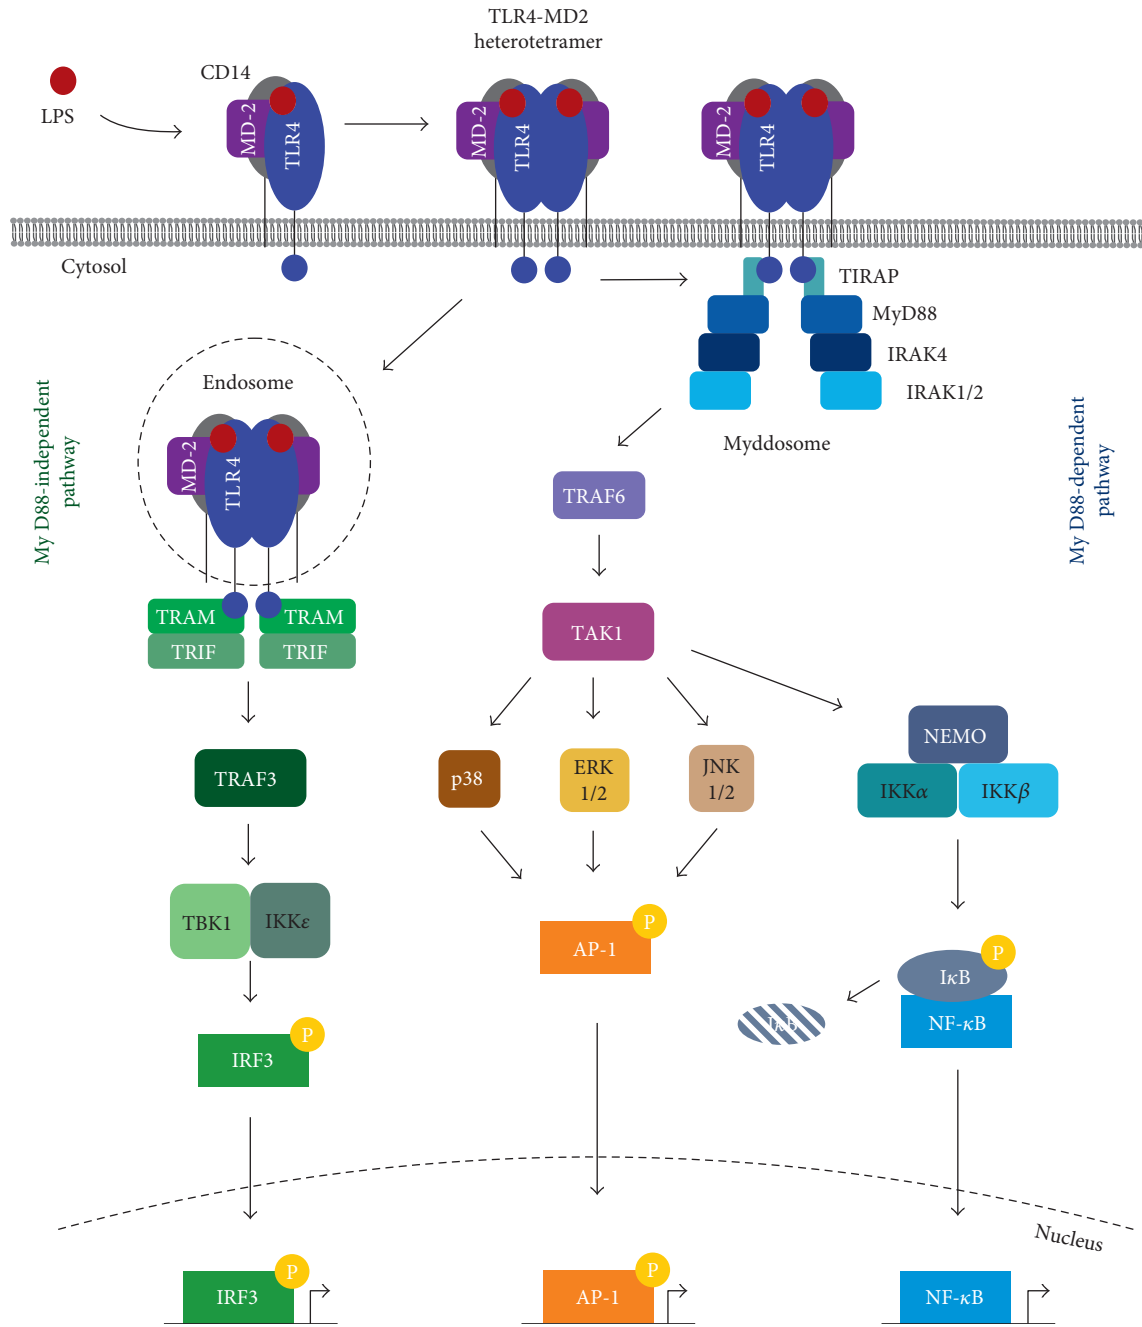 TLR4-MD2
heterotetramer
CD14
LPS
MD-2
TLR4
MD-2
TLR4
MD-2
TLR4
Cytosol
TIRAP
MyD88
IRAK4
IRAK1/2
Myddosome
Endosome
MD-2
TLR4
My D88-independent
pathway
My D88-dependent
pathway
TRAF6
TRAM
TRAM
TRIF
TRIF
TAK1
NEMO
TRAF3
p38
ERK
1/2
JNK
1/2
IKKα
IKKβ
TBK1
IKKε
P
AP-1
P
IκB
NF-κB
IκB
P
IRF3
Nucleus
P
IRF3
P
AP-1
NF-κB